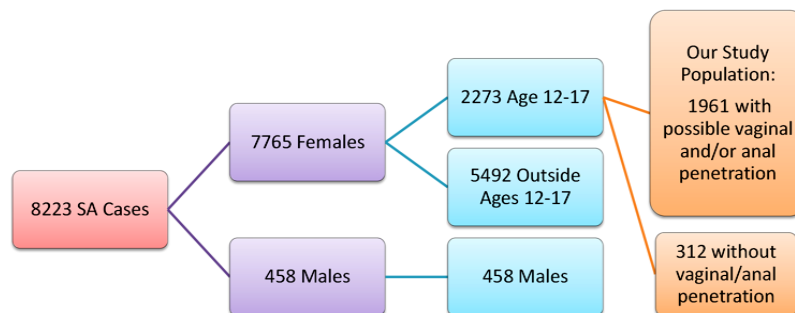 8223 SA Cases
7765 Females
458 Males
2273 Age 12-17
5492 Outside
Ages 12-17
458 Males
Our Study
Population:
1961 with
possible vaginal
and/or anal
penetration
312 without
vaginal/anal
penetration